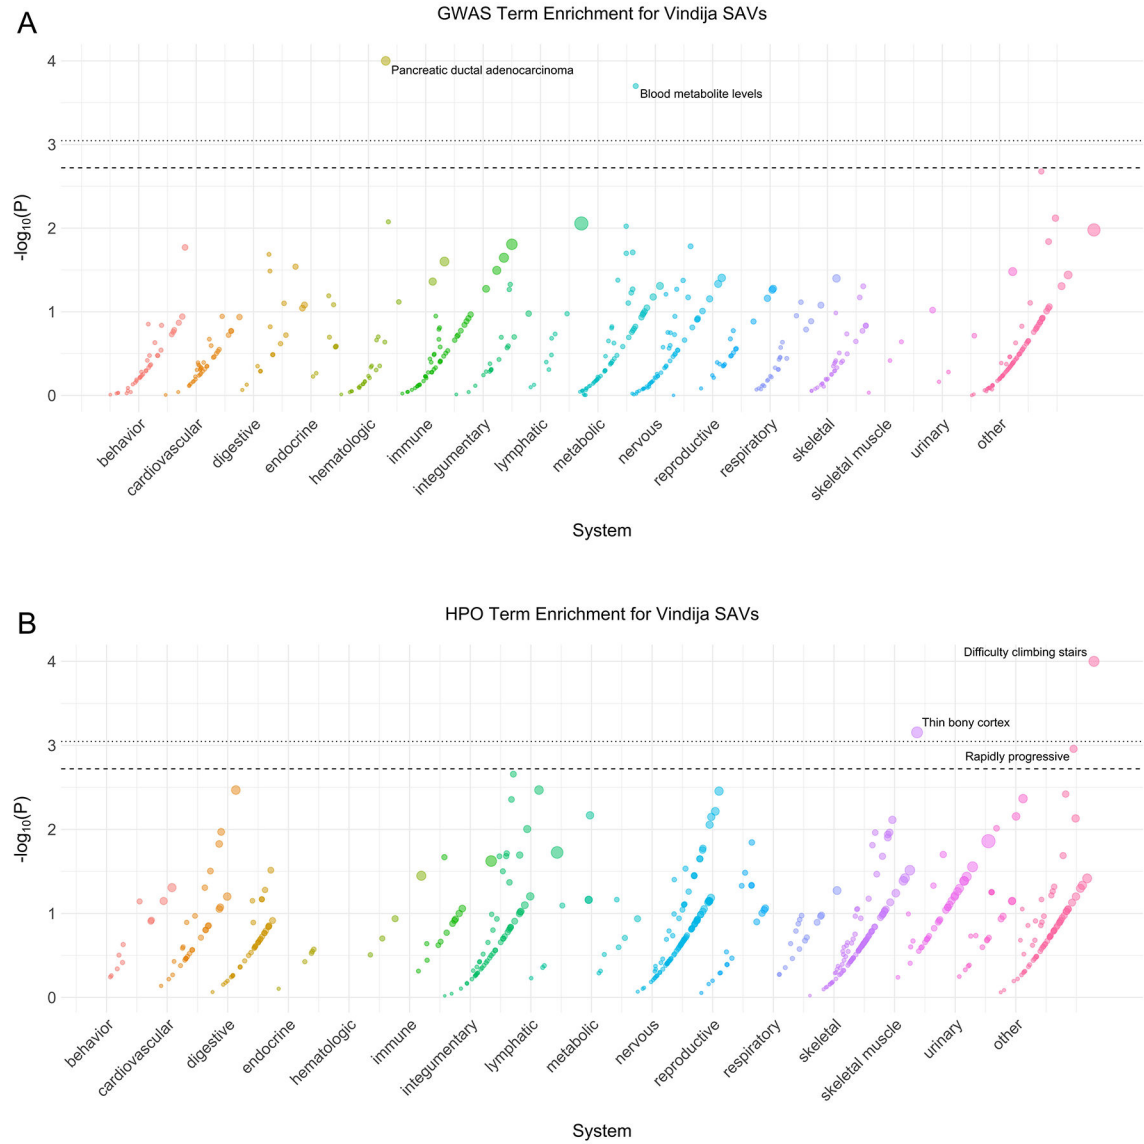 A
GWAS Term Enrichment for Vindija SAVs
4
Pancreatic ductal adenocarcinoma
Blood metabolite levels
3
2
1
0
-log10(P)
behavior
cardiovascular
digestive
endocrine
hematologic
immune
integumentary
lymphatic
metabolic
nervous
reproductive
respiratory
skeletal
skeletal muscle
urinary
other
System
B
HPO Term Enrichment for Vindija SAVs
Difficulty climbing stairs
4
Thin bony cortex
3
Rapidly progressive
2
1
0
-log10(P)
behavior
cardiovascular
digestive
endocrine
hematologic
immune
integumentary
lymphatic
metabolic
nervous
reproductive
respiratory
skeletal
skeletal muscle
urinary
other
System